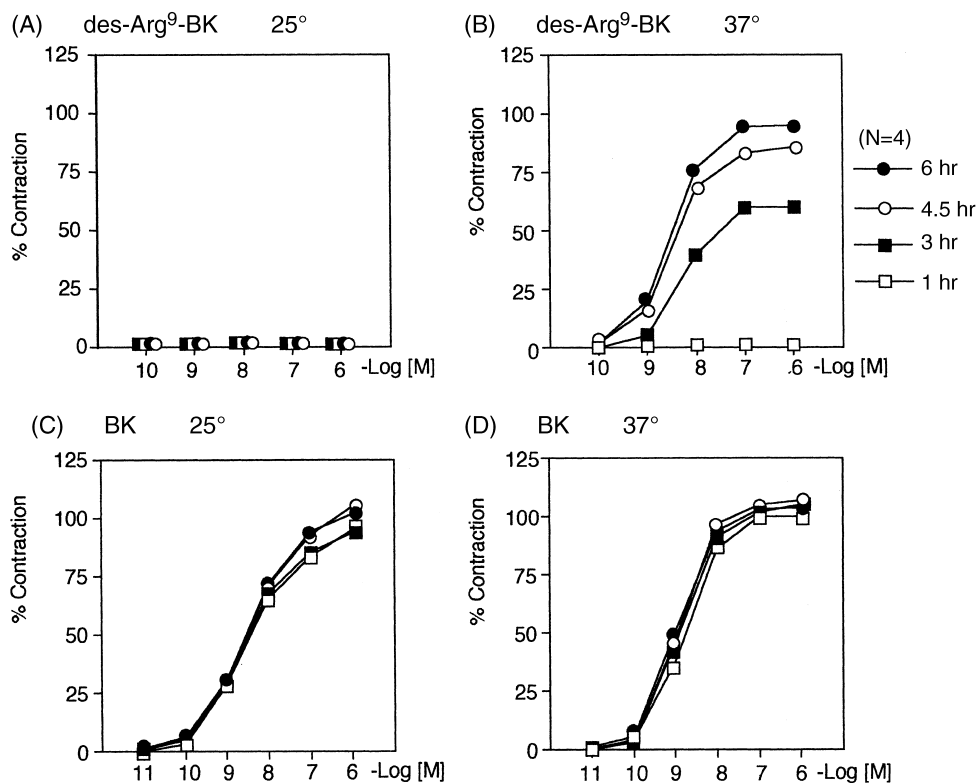 (A) des-Arg⁹-BK 25°
125
100
75
50
25
0
% Contraction
10 9 8 7 6 -Log [M]
(B) des-Arg⁹-BK 37°
125
100
75
50
25
0
% Contraction
10 9 8 7 .6 -Log [M]
(N=4)
6 hr
4.5 hr
3 hr
1 hr
(C) BK 25°
125
100
75
50
25
0
% Contraction
11 10 9 8 7 6 -Log [M]
(D) BK 37°
125
100
75
50
25
0
% Contraction
11 10 9 8 7 6 -Log [M]